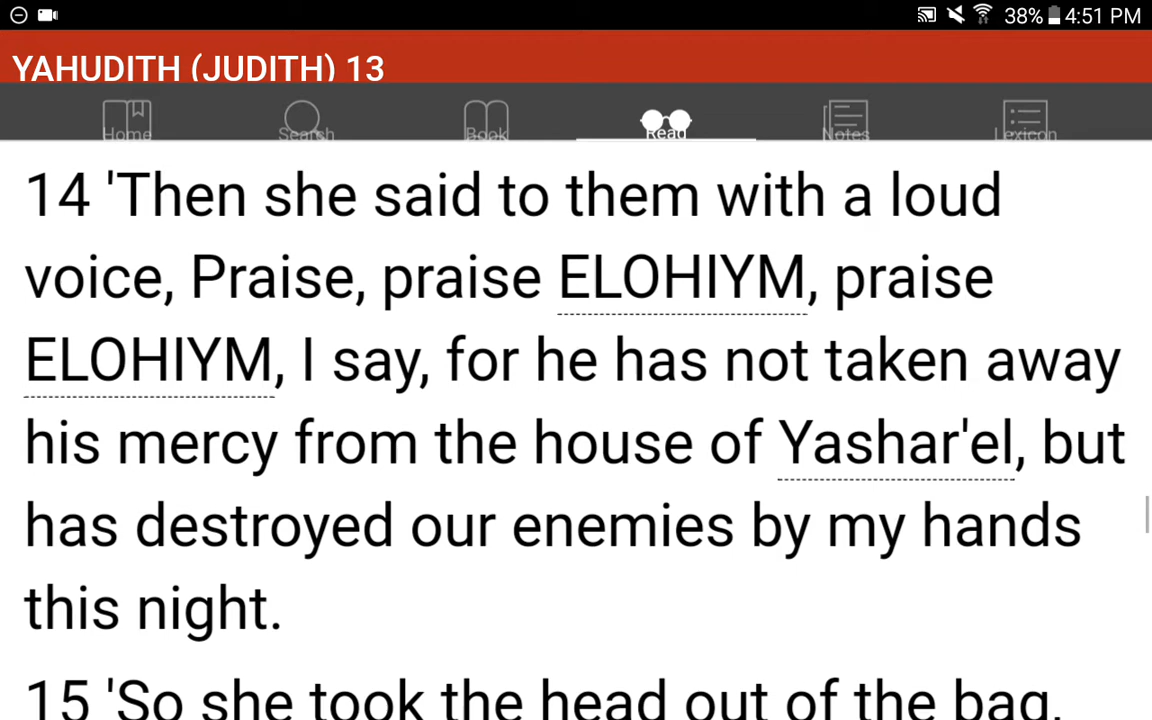 38% 4:51 PM
YAHUDITH (JUDITH) 13
Home Search Book Read Notes Lexicon
14 'Then she said to them with a loud
voice, Praise, praise ELOHIYM, praise
ELOHIYM, I say, for he has not taken away
his mercy from the house of Yashar'el, but
has destroyed our enemies by my hands
this night.
15 'So she took the head out of the bag,